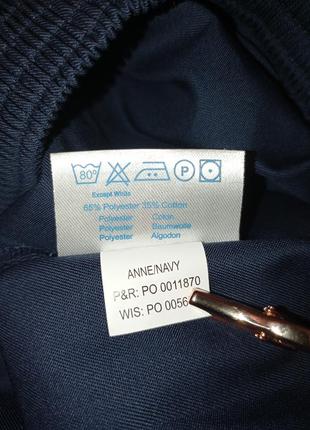 80°
P
Except White
65% Polyester 35% Cotton
Polyester Coton
Polyester Baumwolle
Polyester Algodon
ANNE/NAVY
P&R: PO 0011870
WIS: PO 0056